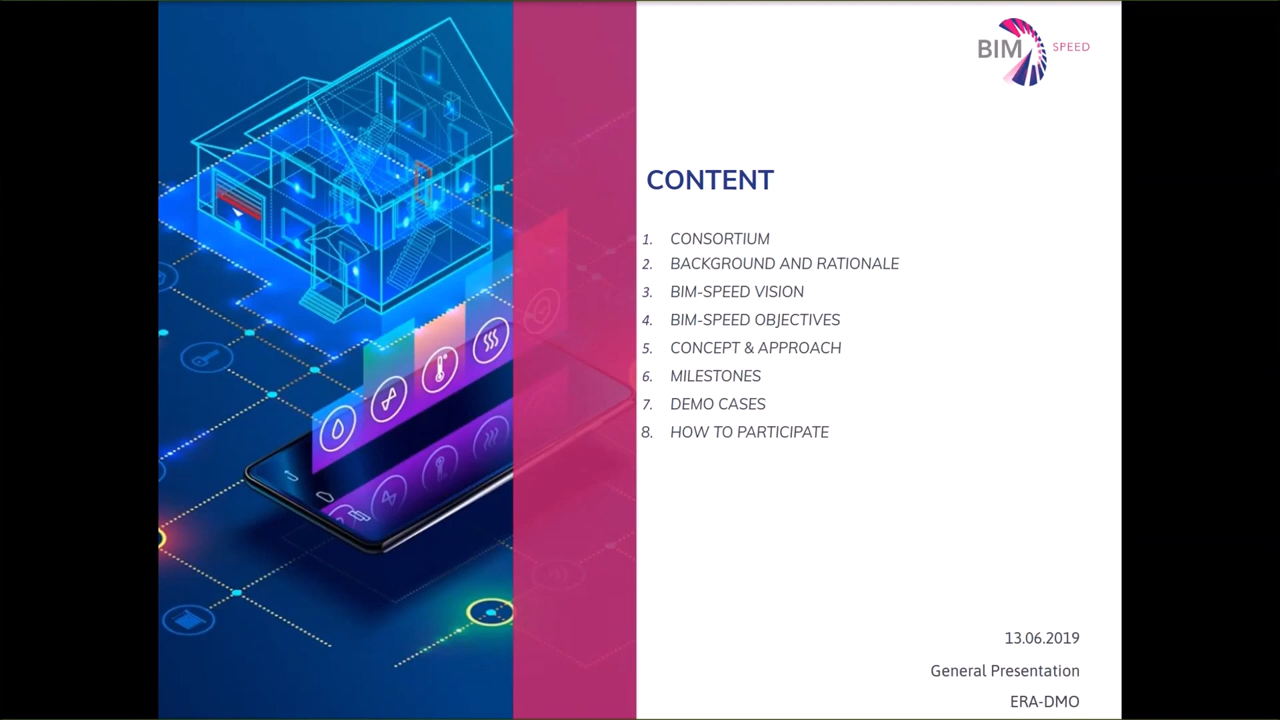 BIM SPEED
CONTENT
1. CONSORTIUM
2. BACKGROUND AND RATIONALE
3. BIM-SPEED VISION
4. BIM-SPEED OBJECTIVES
5. CONCEPT & APPROACH
6. MILESTONES
7. DEMO CASES
8. HOW TO PARTICIPATE
13.06.2019
General Presentation
ERA-DMO